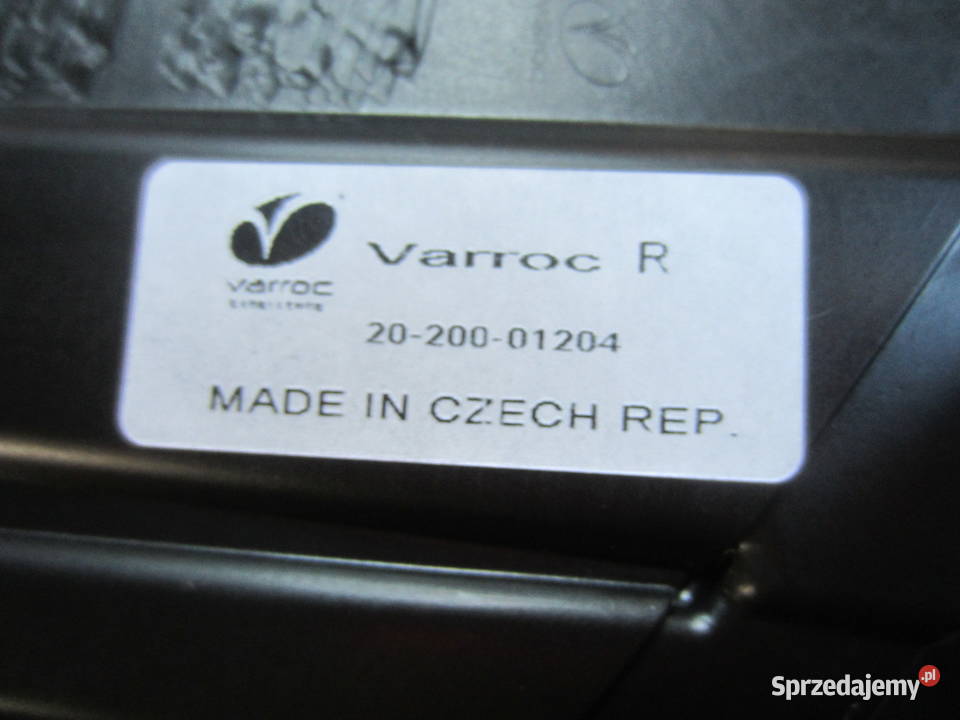 varroc
Varroc R
20-200-01204
MADE IN CZECH REP.
Sprzedajemy.pl